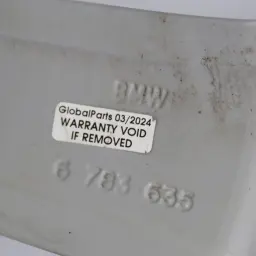 BMW
GlobalParts 03/2024
WARRANTY VOID
IF REMOVED
6 783 635